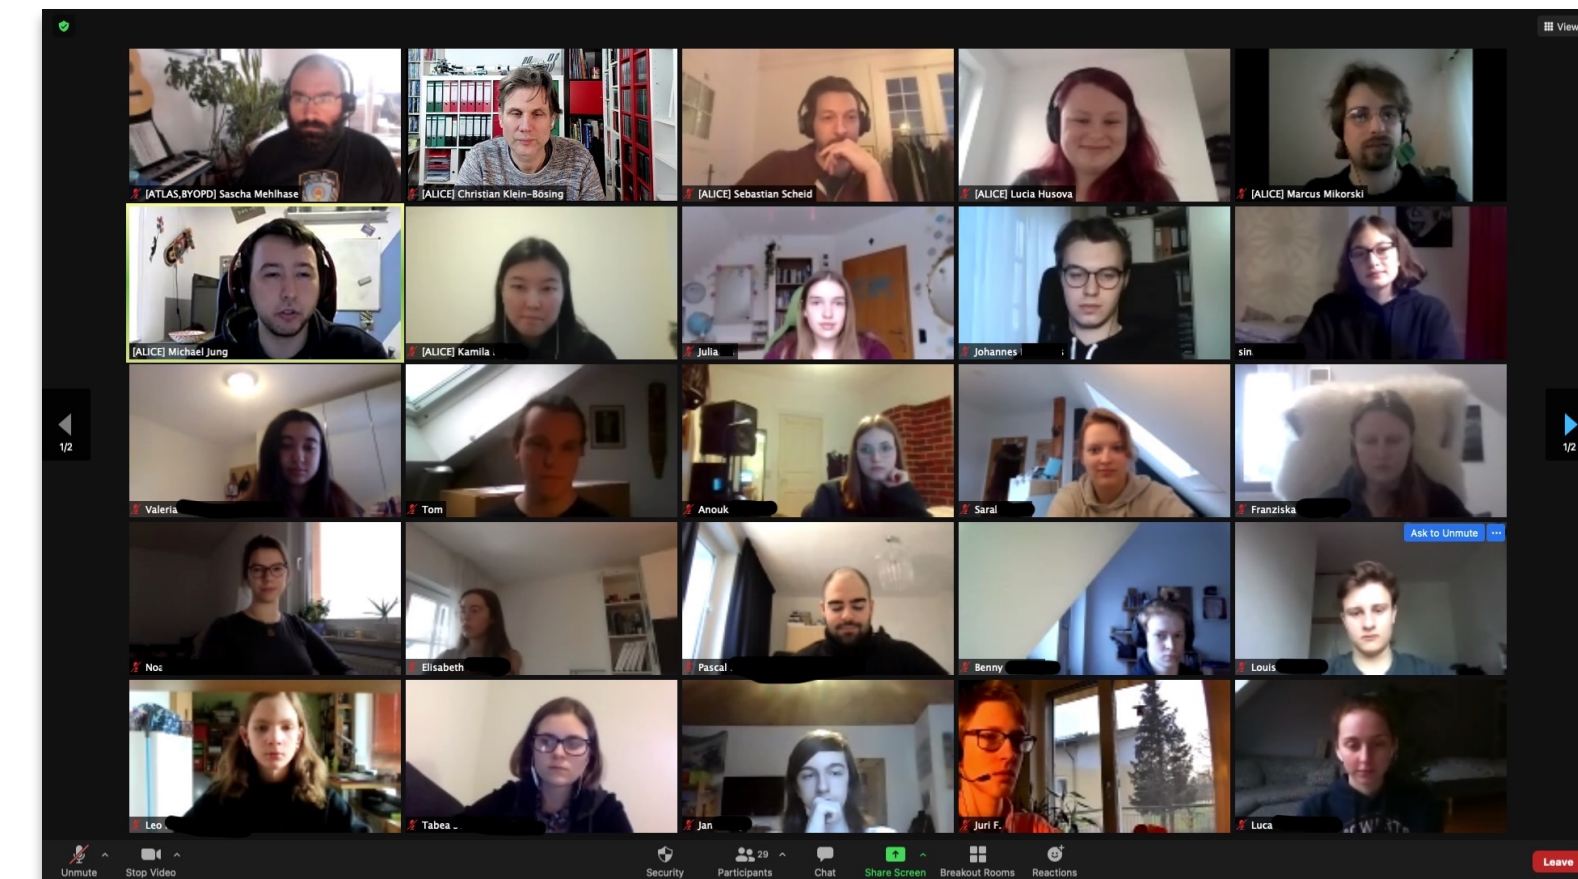 View
[ATLAS,BYOPD] Sascha Mehlhase
[ALICE] Christian Klein-Bösing
[ALICE] Sebastian Scheid
[ALICE] Lucia Husova
[ALICE] Marcus Mikorski
[ALICE] Michael Jung
[ALICE] Kamila
Julia
Johannes
sin
1/2
1/2
Valeria
Tom
Anouk
Saral
Franziska
Ask to Unmute
Noa
Elisabeth
Pascal
Benny
Louis
Leo
Tabea
Jan
Juri F.
Luca
Unmute
Stop Video
Security
Participants
29
Chat
Share Screen
Breakout Rooms
Reactions
Leave